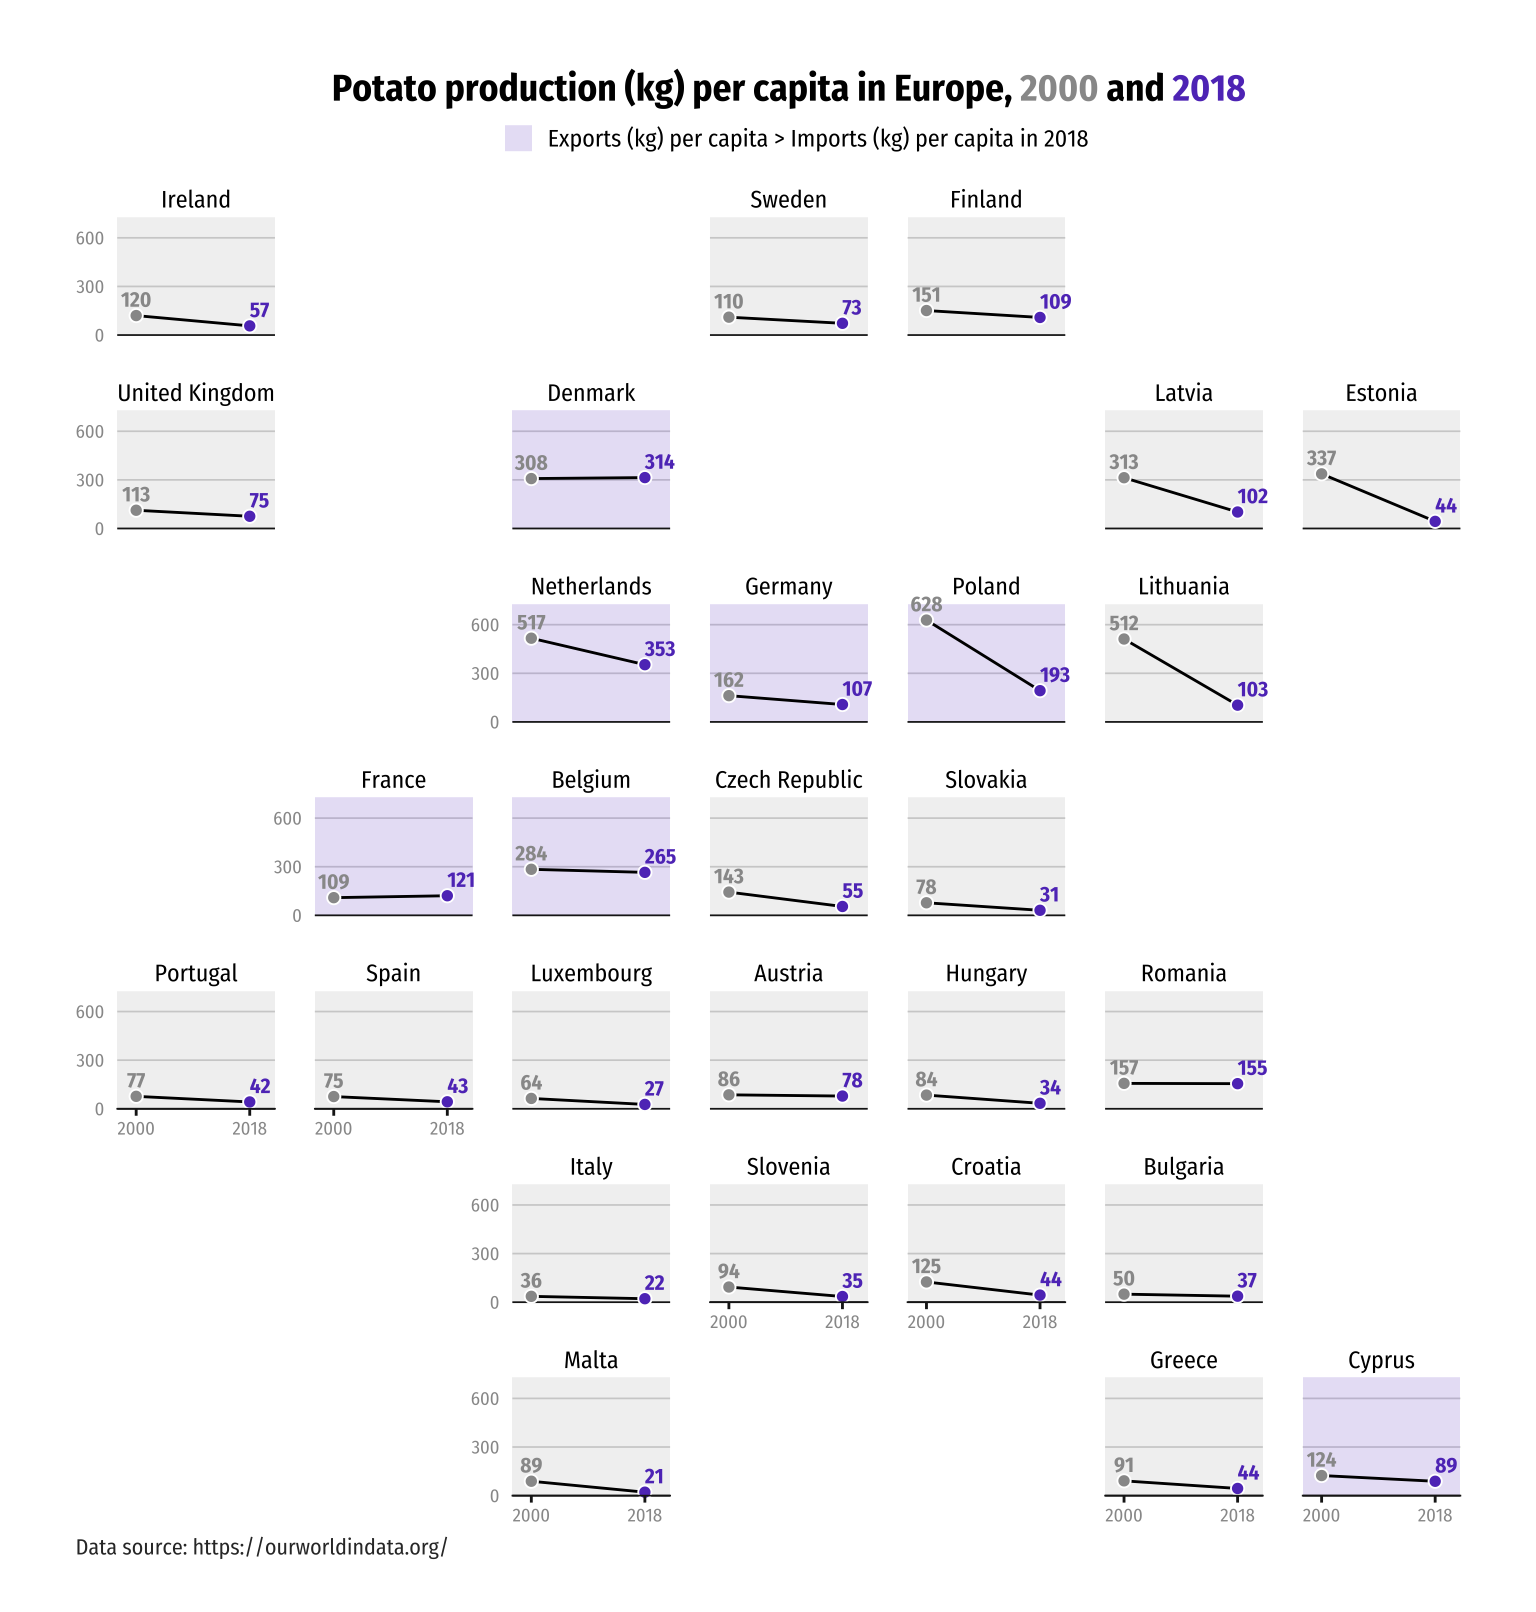 Potato production (kg) per capita in Europe, 2000 and 2018
Exports (kg) per capita > Imports (kg) per capita in 2018
Ireland
Sweden
Finland
600
300
0
120
57
110
73
151
109
United Kingdom
Denmark
Latvia
Estonia
600
300
0
113
75
308
314
313
102
337
44
Netherlands
Germany
Poland
Lithuania
600
300
0
517
353
162
107
628
193
512
103
France
Belgium
Czech Republic
Slovakia
600
300
0
109
121
284
265
143
55
78
31
Portugal
Spain
Luxembourg
Austria
Hungary
Romania
600
300
0
77
42
75
43
64
27
86
78
84
34
157
155
2000 2018
2000 2018
Italy
Slovenia
Croatia
Bulgaria
600
300
0
36
22
94
35
125
44
50
37
2000 2018
2000 2018
Malta
Greece
Cyprus
600
300
0
89
21
91
44
124
89
2000 2018
2000 2018
2000 2018
Data source: https://ourworldindata.org/